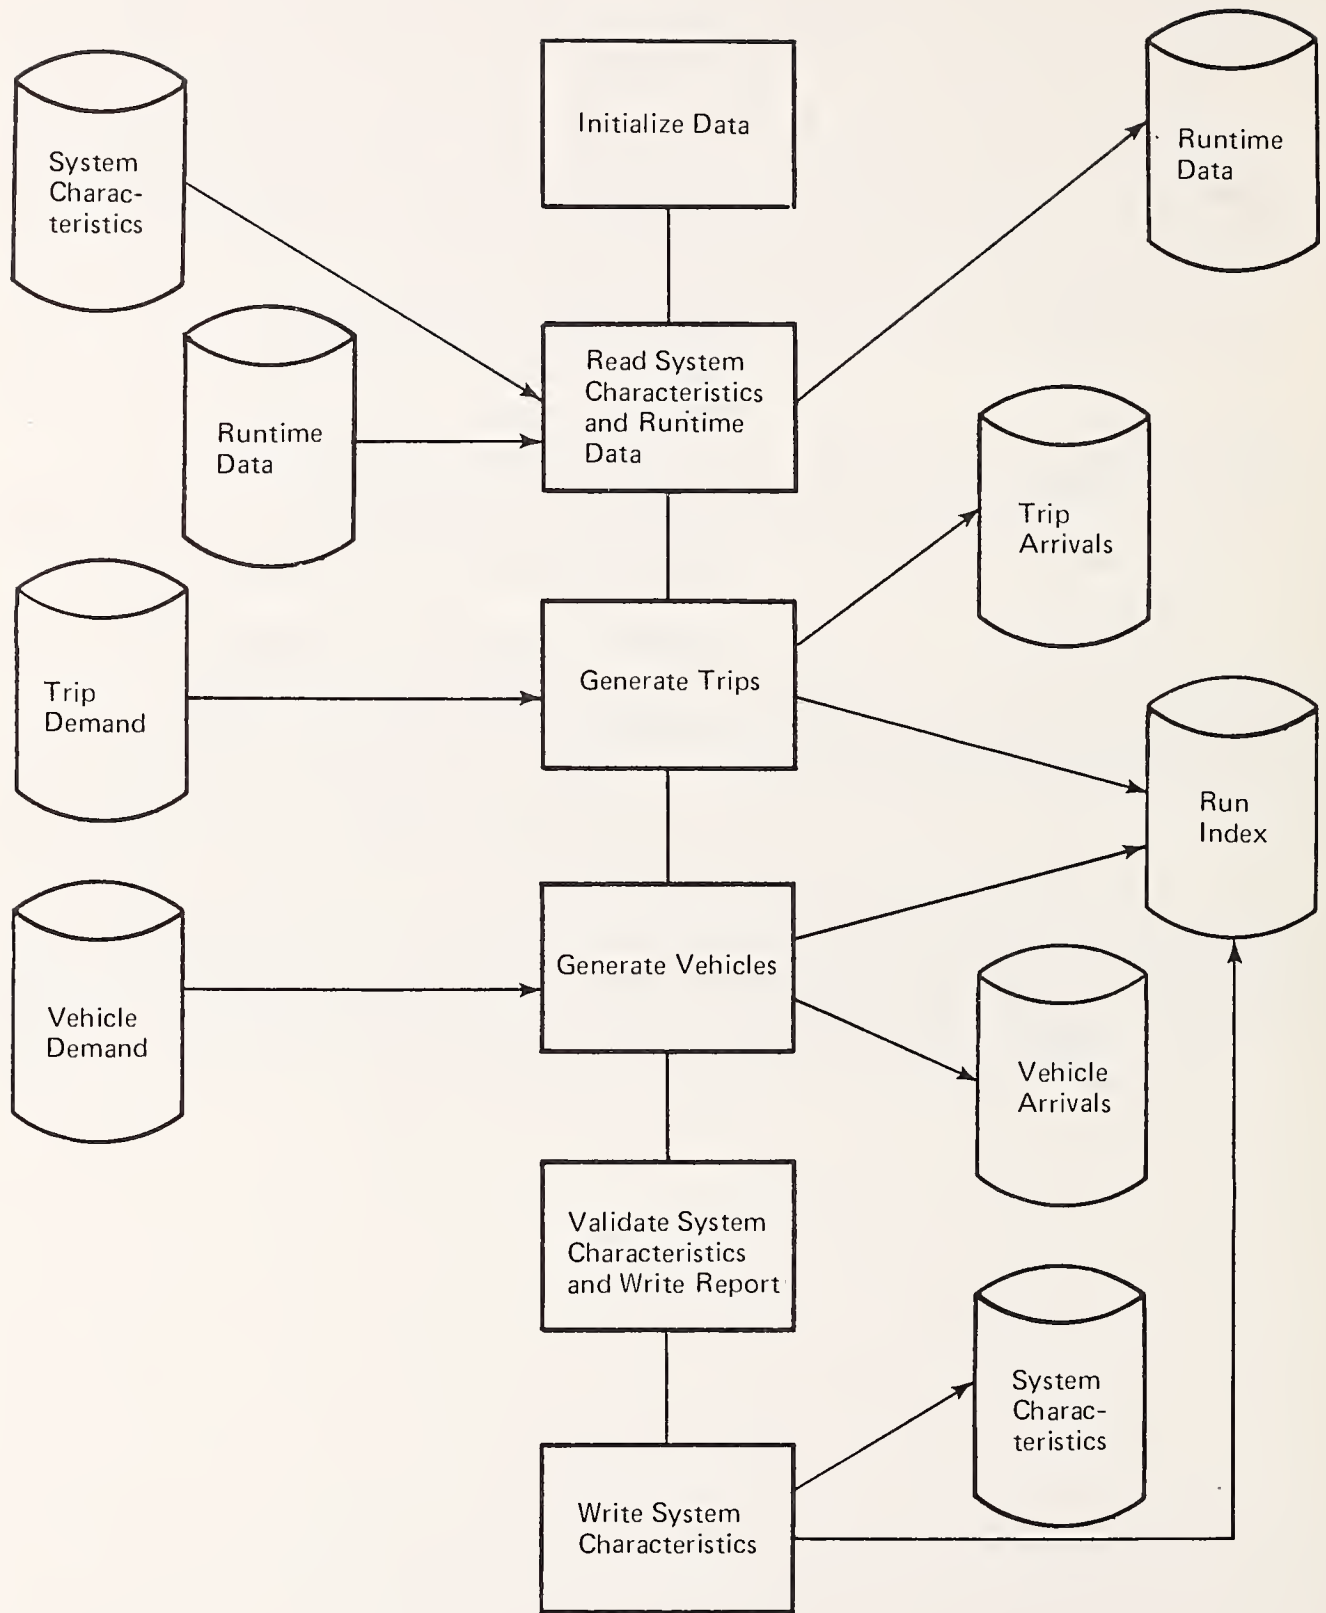 Initialize Data
System
Charac-
teristics
Runtime
Data
Read System
Characteristics
and Runtime
Data
Runtime
Data
Trip
Arrivals
Trip
Demand
Generate Trips
Run
Index
Generate Vehicles
Vehicle
Demand
Vehicle
Arrivals
Validate System
Characteristics
and Write Report
System
Charac-
teristics
Write System
Characteristics